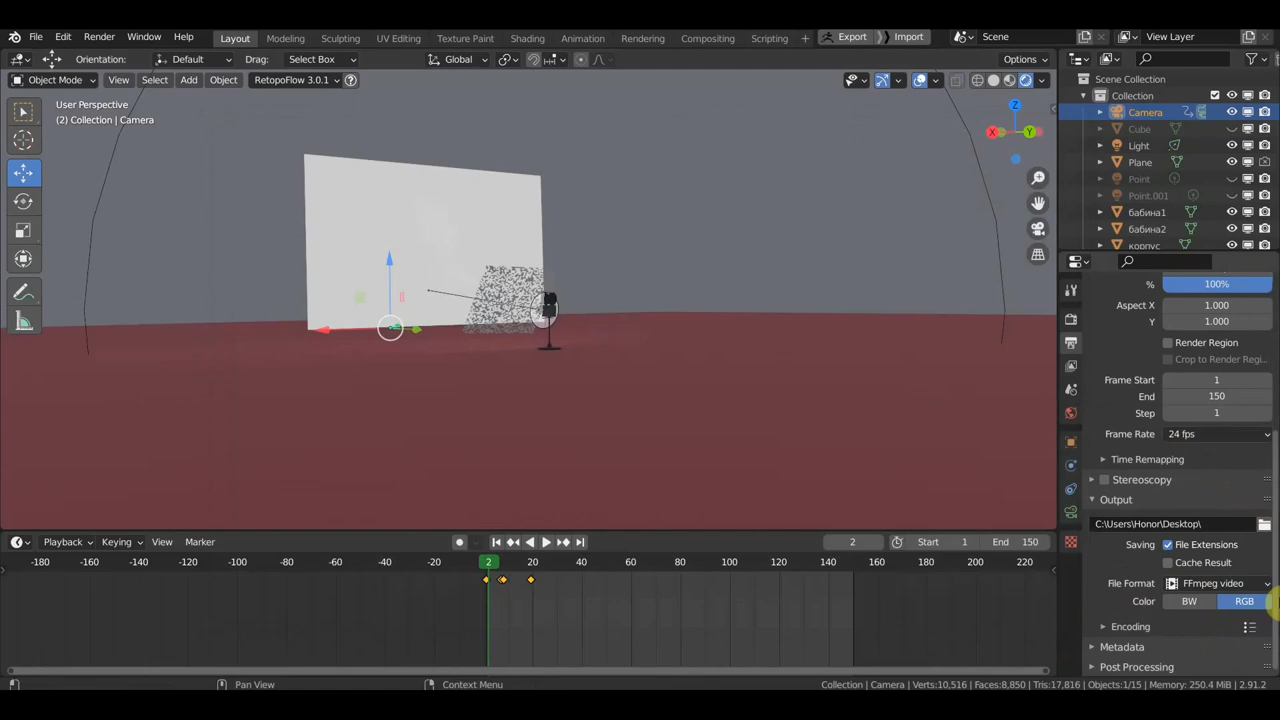 File Edit Render Window Help
Layout Modeling Sculpting UV Editing Texture Paint Shading Animation Rendering Compositing Scripting + Export Import Scene View Layer
Orientation: Default Drag: Select Box Global Options
Object Mode View Select Add Object RetopoFlow 3.0.1
User Perspective
(2) Collection | Camera
Z
X
Y
Scene Collection
Collection
Camera
Cube
Light
Plane
Point
Point.001
бабина1
бабина2
корпус
% 100%
Aspect X 1.000
Y 1.000
Render Region
Crop to Render Regi...
Frame Start 1
End 150
Step 1
Frame Rate 24 fps
Time Remapping
Stereoscopy
Output
C:\Users\Honor\Desktop\
Saving File Extensions
Cache Result
File Format FFmpeg video
Color BW RGB
Encoding
Metadata
Post Processing
Playback Keying View Marker 2 Start 1 End 150
-180 -160 -140 -120 -100 -80 -60 -40 -20 2 20 40 60 80 100 120 140 160 180 200 220
Pan View Context Menu Collection | Camera | Verts:10,516 | Faces:8,850 | Tris:17,816 | Objects:1/15 | Memory: 250.4 MiB | 2.91.2